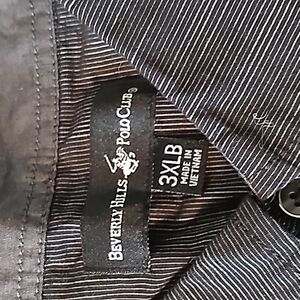 BEVERLY HILLS POLO CLUB®
3XLB
MADE IN
VIETNAM